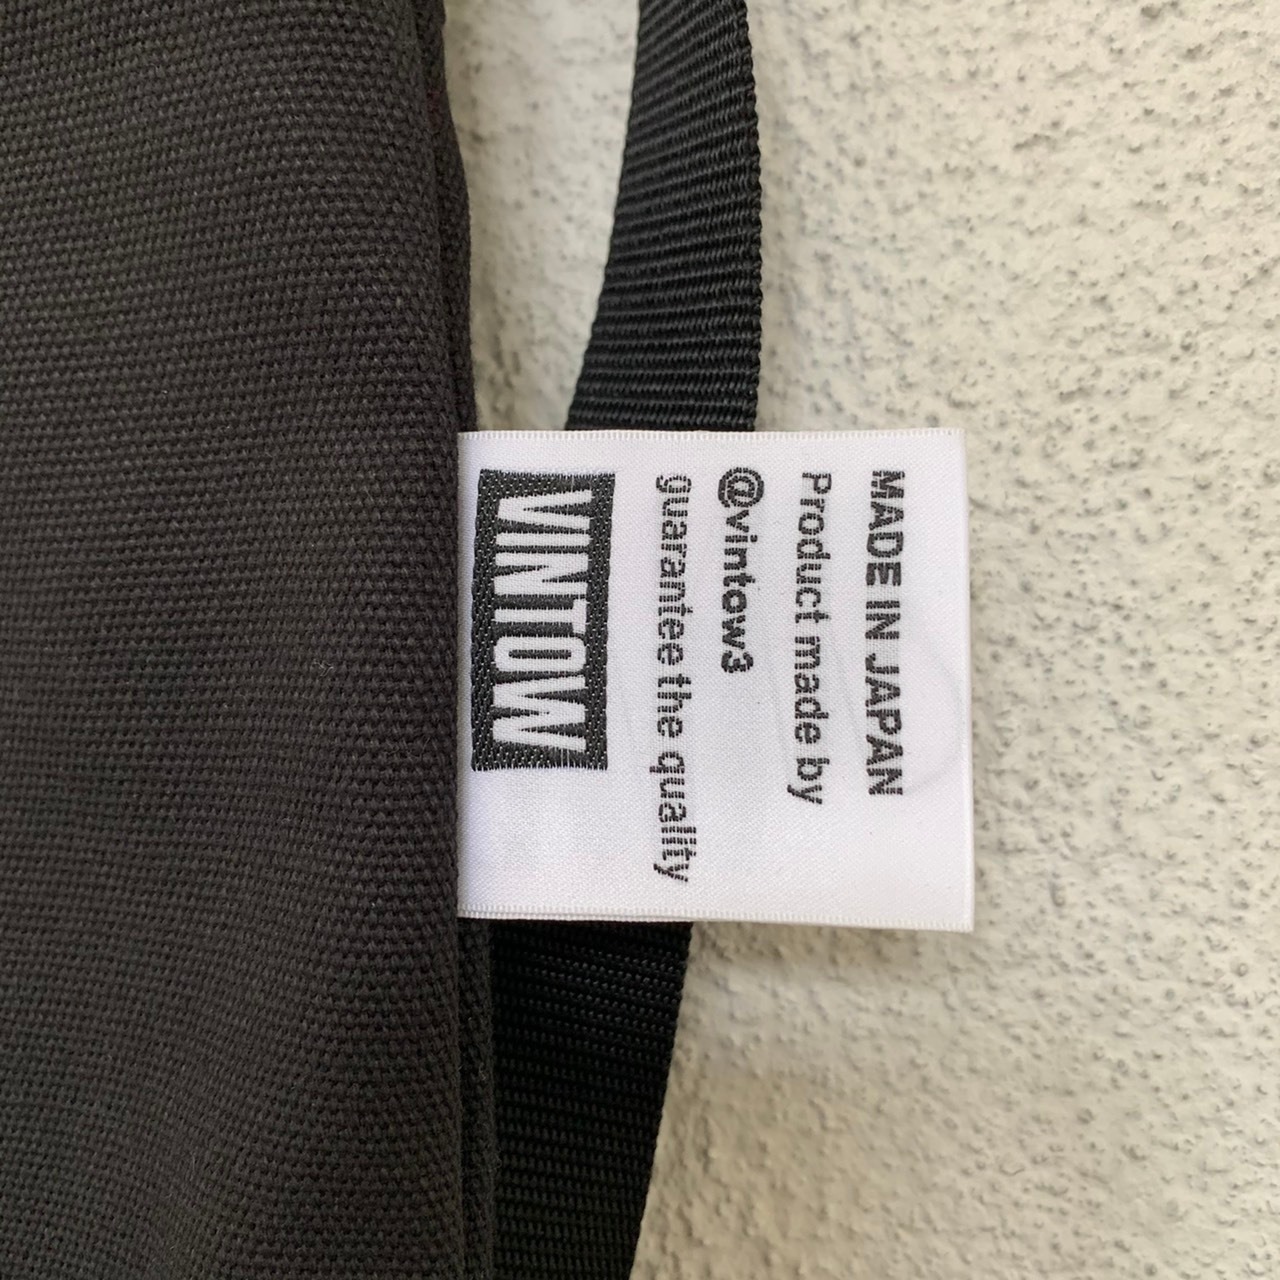 MADE IN JAPAN
Product made by
@vintow3
guarantee the quality
VINTOW